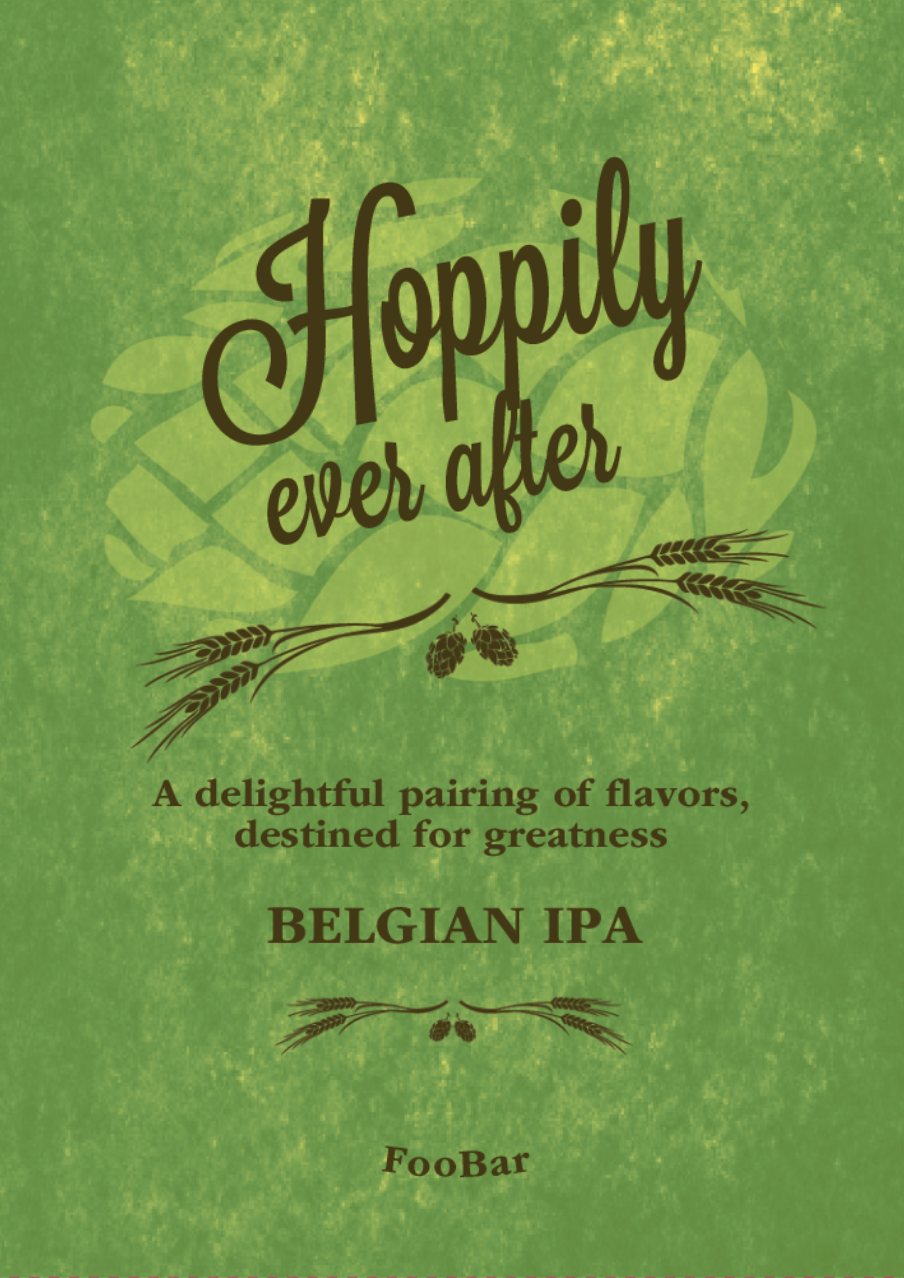 Hoppily
ever after
A delightful pairing of flavors,
destined for greatness
BELGIAN IPA
FooBar